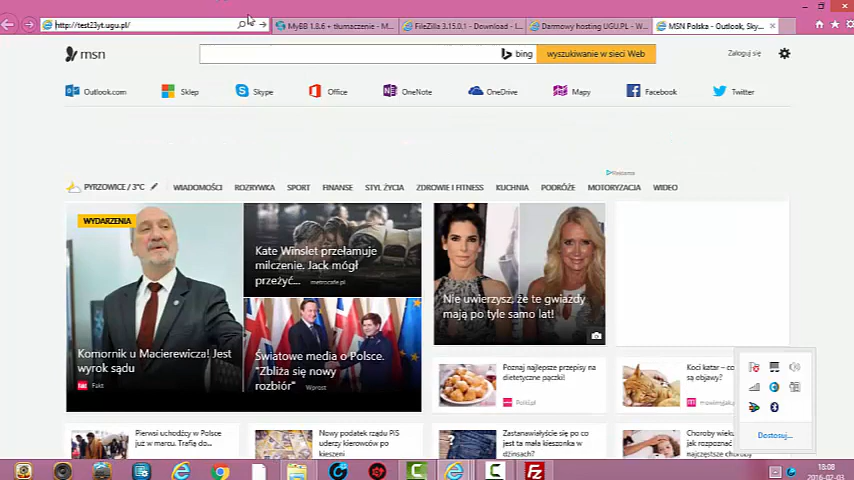 http://test23yt.ugu.pl/
MyBB 1.8.6 + tłumaczenie - M...
FileZilla 3.15.0.1 - Download - I...
Darmowy hosting UGU.PL - W...
MSN Polska - Outlook, Sky...
msn
bing
wyszukiwanie w sieci Web
Zaloguj się
Outlook.com
Sklep
Skype
Office
OneNote
OneDrive
Mapy
Facebook
Twitter
Reklama
PYRZOWICE / 3°C
WIADOMOŚCI
ROZRYWKA
SPORT
FINANSE
STYL ŻYCIA
ZDROWIE I FITNESS
KUCHNIA
PODRÓŻE
MOTORYZACJA
WIDEO
WYDARZENIA
Komornik u Macierewicza! Jest
wyrok sądu
Fakt
Kate Winslet przełamuje
milczenie. Jack mógł
przeżyć...
metrocafe.pl
Światowe media o Polsce.
"Zbliża się nowy
rozbiór"
Wprost
Nie uwierzysz, że te gwiazdy
mają po tyle samo lat!
Poznaj najlepsze przepisy na
dietetyczne pączki!
Polki.pl
Koci katar – co
są objawy?
Pierwsi uchodźcy w Polsce
już w marcu. Trafią do...
Nowy podatek rządu PiS
uderzy kierowców po
kieszeni
Zastanawiałyście się po co
jest ta mała kieszonka w
dżinsach?
Choroby wieku
jak rozpoznać
najczęstsze choroby
Dostosuj...
18:08
2016-02-03